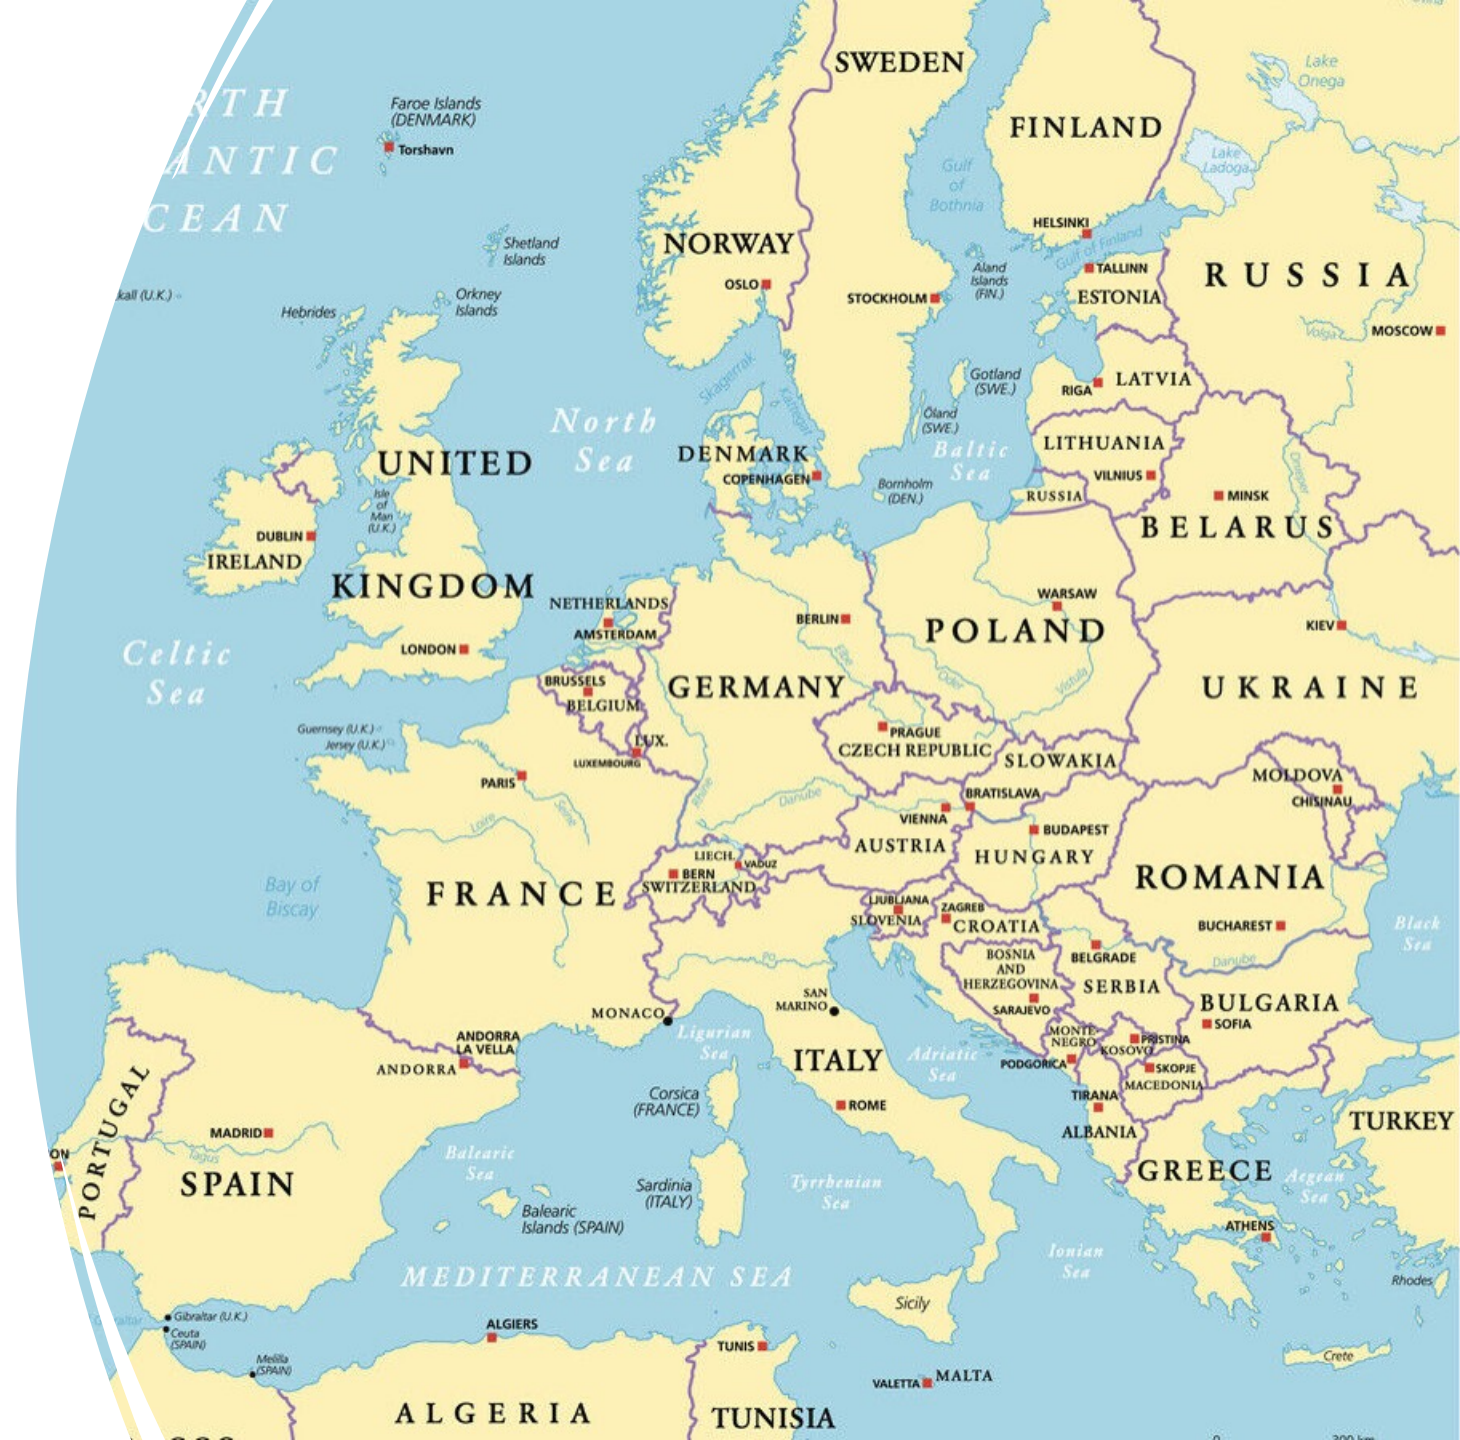 SWEDEN
Lake
Onega
Faroe Islands
(DENMARK)
Torshavn
RTH
ANTIC
CEAN
FINLAND
Lake
Ladoga
Gulf
of
Bothnia
HELSINKI
Gulf of Finland
Shetland
Islands
NORWAY
OSLO
STOCKHOLM
Aland
Islands
(FIN.)
TALLINN
ESTONIA
RUSSIA
Volga
MOSCOW
kall (U.K.)
Hebrides
Orkney
Islands
Skagerrak
Kattegat
Gotland
(SWE.)
Öland
(SWE.)
RIGA
LATVIA
North
Sea
DENMARK
COPENHAGEN
Bornholm
(DEN.)
Baltic
Sea
LITHUANIA
VILNIUS
RUSSIA
MINSK
BELARUS
Dnieper
UNITED
KINGDOM
Isle
of
Man
(U.K.)
DUBLIN
IRELAND
LONDON
Celtic
Sea
NETHERLANDS
AMSTERDAM
BERLIN
Elbe
Oder
WARSAW
POLAND
Vistula
KIEV
UKRAINE
BRUSSELS
BELGIUM
GERMANY
LUX.
LUXEMBOURG
PRAGUE
CZECH REPUBLIC
SLOWAKIA
Guernsey (U.K.)
Jersey (U.K.)
PARIS
Seine
Loire
Rhine
Danube
VIENNA
BRATISLAVA
AUSTRIA
BUDAPEST
HUNGARY
MOLDOVA
CHISINAU
LIECH.
VADUZ
BERN
SWITZERLAND
FRANCE
Bay of
Biscay
LJUBLJANA
SLOVENIA
ZAGREB
CROATIA
ROMANIA
BUCHAREST
Danube
Black
Sea
Po
BOSNIA
AND
HERZEGOVINA
SARAJEVO
BELGRADE
SERBIA
BULGARIA
SOFIA
MONACO
SAN
MARINO
Ligurian
Sea
ITALY
Adriatic
Sea
MONTE-
NEGRO
PODGORICA
PRISTINA
KOSOVO
SKOPJE
MACEDONIA
TIRANA
ALBANIA
ANDORRA
LA VELLA
ANDORRA
Corsica
(FRANCE)
ROME
PORTUGAL
ON
MADRID
Tagus
SPAIN
Balearic
Sea
Balearic
Islands (SPAIN)
Sardinia
(ITALY)
Tyrrhenian
Sea
GREECE
ATHENS
Aegean
Sea
TURKEY
Ionian
Sea
Rhodes
MEDITERRANEAN SEA
Sicily
Crete
Gibraltar
Gibraltar (U.K.)
Ceuta
(SPAIN)
Melilla
(SPAIN)
ALGIERS
TUNIS
VALETTA
MALTA
ALGERIA
TUNISIA
0
300 km